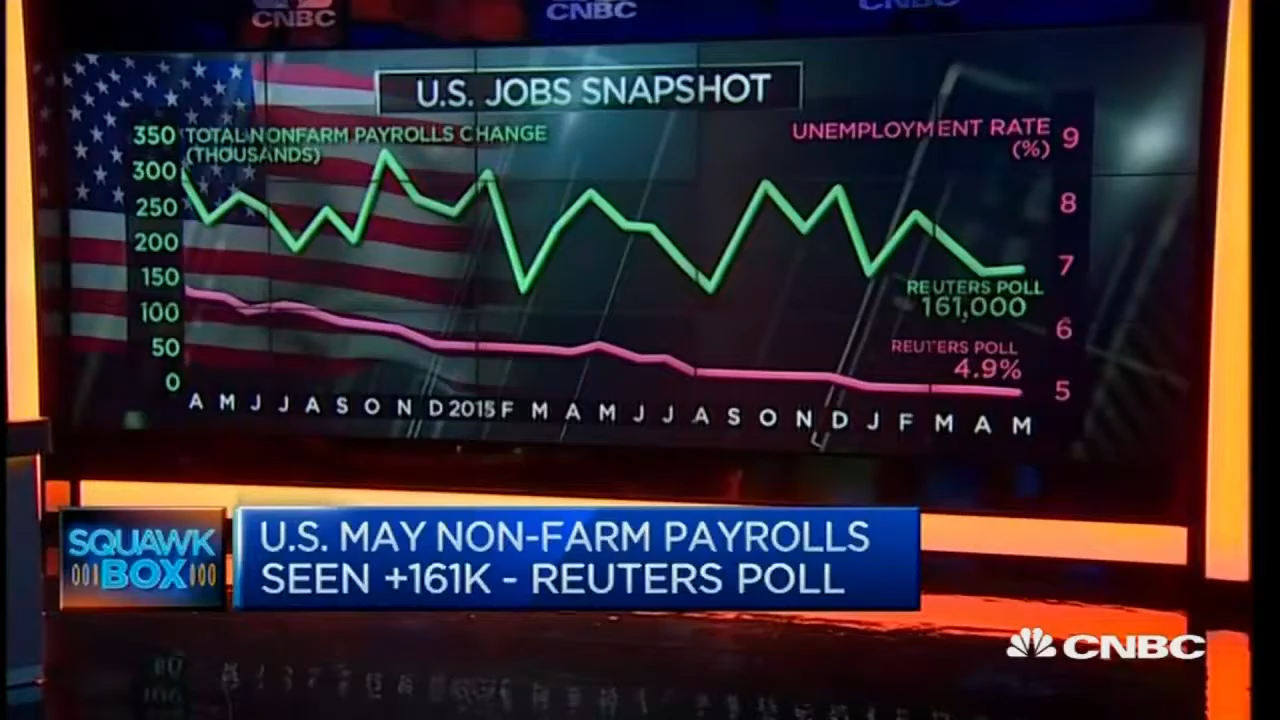 CNBC
CNBC
CNBC
U.S. JOBS SNAPSHOT
TOTAL NONFARM PAYROLLS CHANGE
(THOUSANDS)
UNEMPLOYMENT RATE
(%)
350
300
250
200
150
100
50
0
9
8
7
6
5
REUTERS POLL
161,000
REUTERS POLL
4.9%
A M J J A S O N D 2015 F M A M J J A S O N D J F M A M
SQUAWK
BOX
U.S. MAY NON-FARM PAYROLLS
SEEN +161K - REUTERS POLL
CNBC